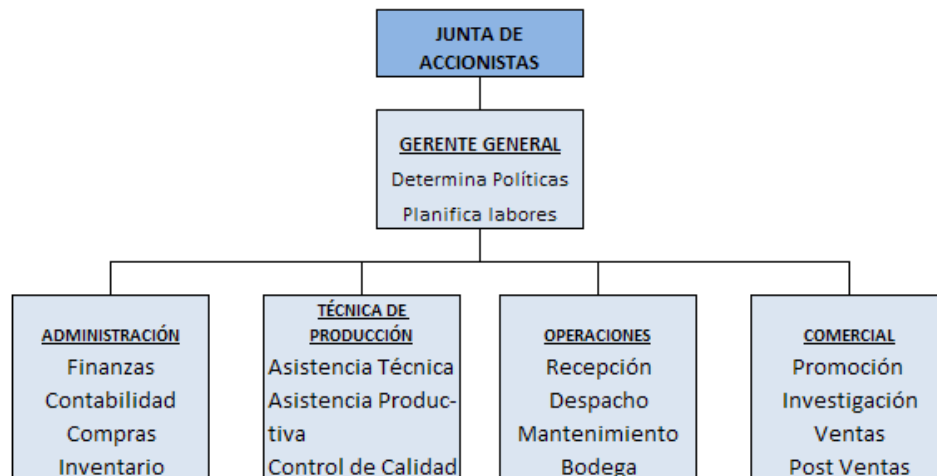 JUNTA DE
ACCIONISTAS
GERENTE GENERAL
Determina Políticas
Planifica labores
ADMINISTRACIÓN
Finanzas
Contabilidad
Compras
Inventario
TÉCNICA DE
PRODUCCIÓN
Asistencia Técnica
Asistencia Produc-
tiva
Control de Calidad
OPERACIONES
Recepción
Despacho
Mantenimiento
Bodega
COMERCIAL
Promoción
Investigación
Ventas
Post Ventas